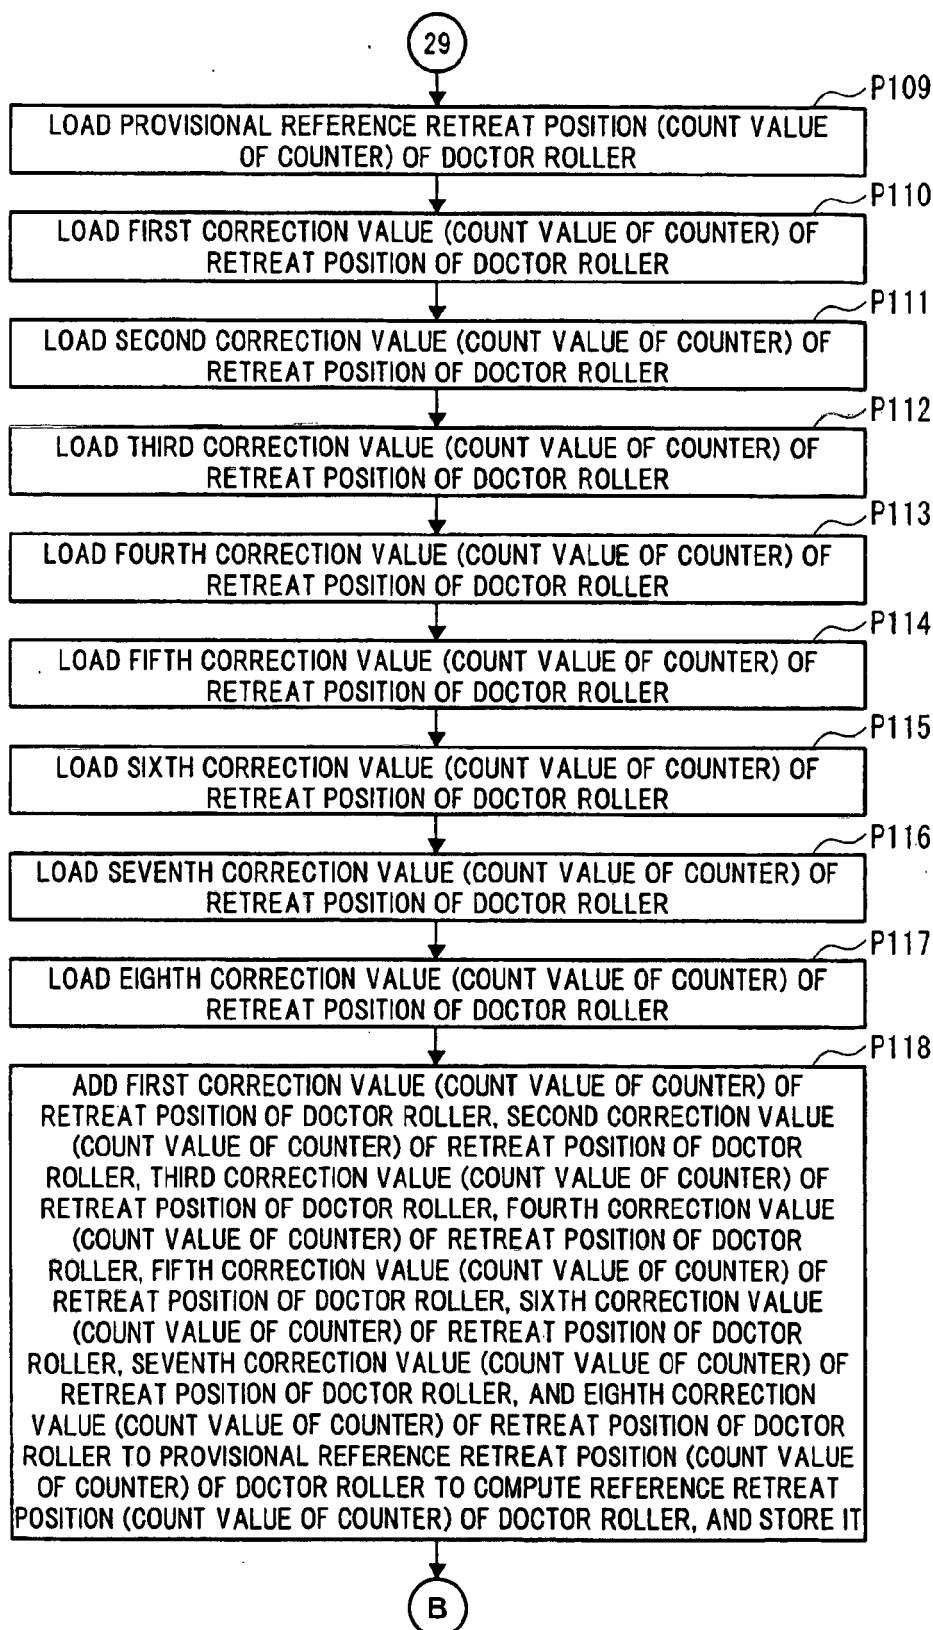 29
P109
LOAD PROVISIONAL REFERENCE RETREAT POSITION (COUNT VALUE
OF COUNTER) OF DOCTOR ROLLER
P110
LOAD FIRST CORRECTION VALUE (COUNT VALUE OF COUNTER) OF
RETREAT POSITION OF DOCTOR ROLLER
P111
LOAD SECOND CORRECTION VALUE (COUNT VALUE OF COUNTER) OF
RETREAT POSITION OF DOCTOR ROLLER
P112
LOAD THIRD CORRECTION VALUE (COUNT VALUE OF COUNTER) OF
RETREAT POSITION OF DOCTOR ROLLER
P113
LOAD FOURTH CORRECTION VALUE (COUNT VALUE OF COUNTER) OF
RETREAT POSITION OF DOCTOR ROLLER
P114
LOAD FIFTH CORRECTION VALUE (COUNT VALUE OF COUNTER) OF
RETREAT POSITION OF DOCTOR ROLLER
P115
LOAD SIXTH CORRECTION VALUE (COUNT VALUE OF COUNTER) OF
RETREAT POSITION OF DOCTOR ROLLER
P116
LOAD SEVENTH CORRECTION VALUE (COUNT VALUE OF COUNTER) OF
RETREAT POSITION OF DOCTOR ROLLER
P117
LOAD EIGHTH CORRECTION VALUE (COUNT VALUE OF COUNTER) OF
RETREAT POSITION OF DOCTOR ROLLER
P118
ADD FIRST CORRECTION VALUE (COUNT VALUE OF COUNTER) OF
RETREAT POSITION OF DOCTOR ROLLER, SECOND CORRECTION VALUE
(COUNT VALUE OF COUNTER) OF RETREAT POSITION OF DOCTOR
ROLLER, THIRD CORRECTION VALUE (COUNT VALUE OF COUNTER) OF
RETREAT POSITION OF DOCTOR ROLLER, FOURTH CORRECTION VALUE
(COUNT VALUE OF COUNTER) OF RETREAT POSITION OF DOCTOR
ROLLER, FIFTH CORRECTION VALUE (COUNT VALUE OF COUNTER) OF
RETREAT POSITION OF DOCTOR ROLLER, SIXTH CORRECTION VALUE
(COUNT VALUE OF COUNTER) OF RETREAT POSITION OF DOCTOR
ROLLER, SEVENTH CORRECTION VALUE (COUNT VALUE OF COUNTER) OF
RETREAT POSITION OF DOCTOR ROLLER, AND EIGHTH CORRECTION
VALUE (COUNT VALUE OF COUNTER) OF RETREAT POSITION OF DOCTOR
ROLLER TO PROVISIONAL REFERENCE RETREAT POSITION (COUNT VALUE
OF COUNTER) OF DOCTOR ROLLER TO COMPUTE REFERENCE RETREAT
POSITION (COUNT VALUE OF COUNTER) OF DOCTOR ROLLER, AND STORE IT
B